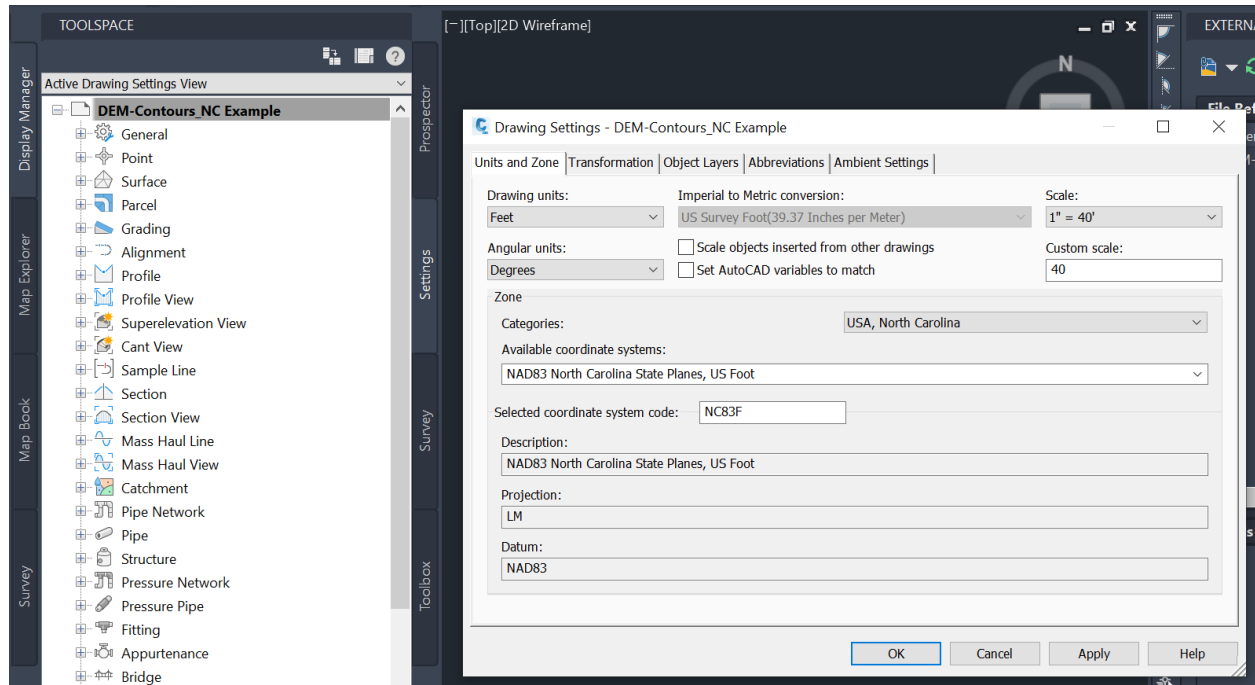 TOOLSPACE
Active Drawing Settings View
DEM-Contours_NC Example
General
Point
Surface
Parcel
Grading
Alignment
Profile
Profile View
Superelevation View
Cant View
Sample Line
Section
Section View
Mass Haul Line
Mass Haul View
Catchment
Pipe Network
Pipe
Structure
Pressure Network
Pressure Pipe
Fitting
Appurtenance
Bridge
Display Manager
Map Explorer
Map Book
Survey
Prospector
Settings
Survey
Toolbox
[−][Top][2D Wireframe]
N
EXTERNA
File Ref
Drawing Settings - DEM-Contours_NC Example
Units and Zone Transformation Object Layers Abbreviations Ambient Settings
Drawing units: Imperial to Metric conversion: Scale:
Feet US Survey Foot(39.37 Inches per Meter) 1" = 40'
Angular units: Scale objects inserted from other drawings Custom scale:
Degrees Set AutoCAD variables to match 40
Zone
Categories: USA, North Carolina
Available coordinate systems:
NAD83 North Carolina State Planes, US Foot
Selected coordinate system code: NC83F
Description:
NAD83 North Carolina State Planes, US Foot
Projection:
LM
Datum:
NAD83
OK Cancel Apply Help